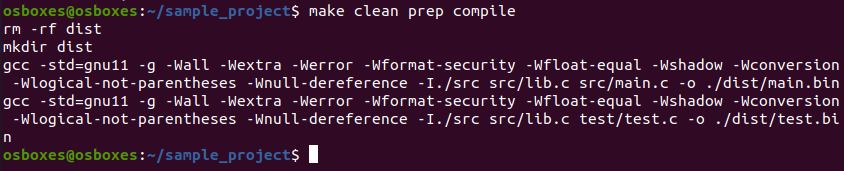 osboxes@osboxes:~/sample_project$ make clean prep compile
rm -rf dist
mkdir dist
gcc -std=gnu11 -g -Wall -Wextra -Werror -Wformat-security -Wfloat-equal -Wshadow -Wconversion
 -Wlogical-not-parentheses -Wnull-dereference -I./src src/lib.c src/main.c -o ./dist/main.bin
gcc -std=gnu11 -g -Wall -Wextra -Werror -Wformat-security -Wfloat-equal -Wshadow -Wconversion
 -Wlogical-not-parentheses -Wnull-dereference -I./src src/lib.c test/test.c -o ./dist/test.bi
n
osboxes@osboxes:~/sample_project$